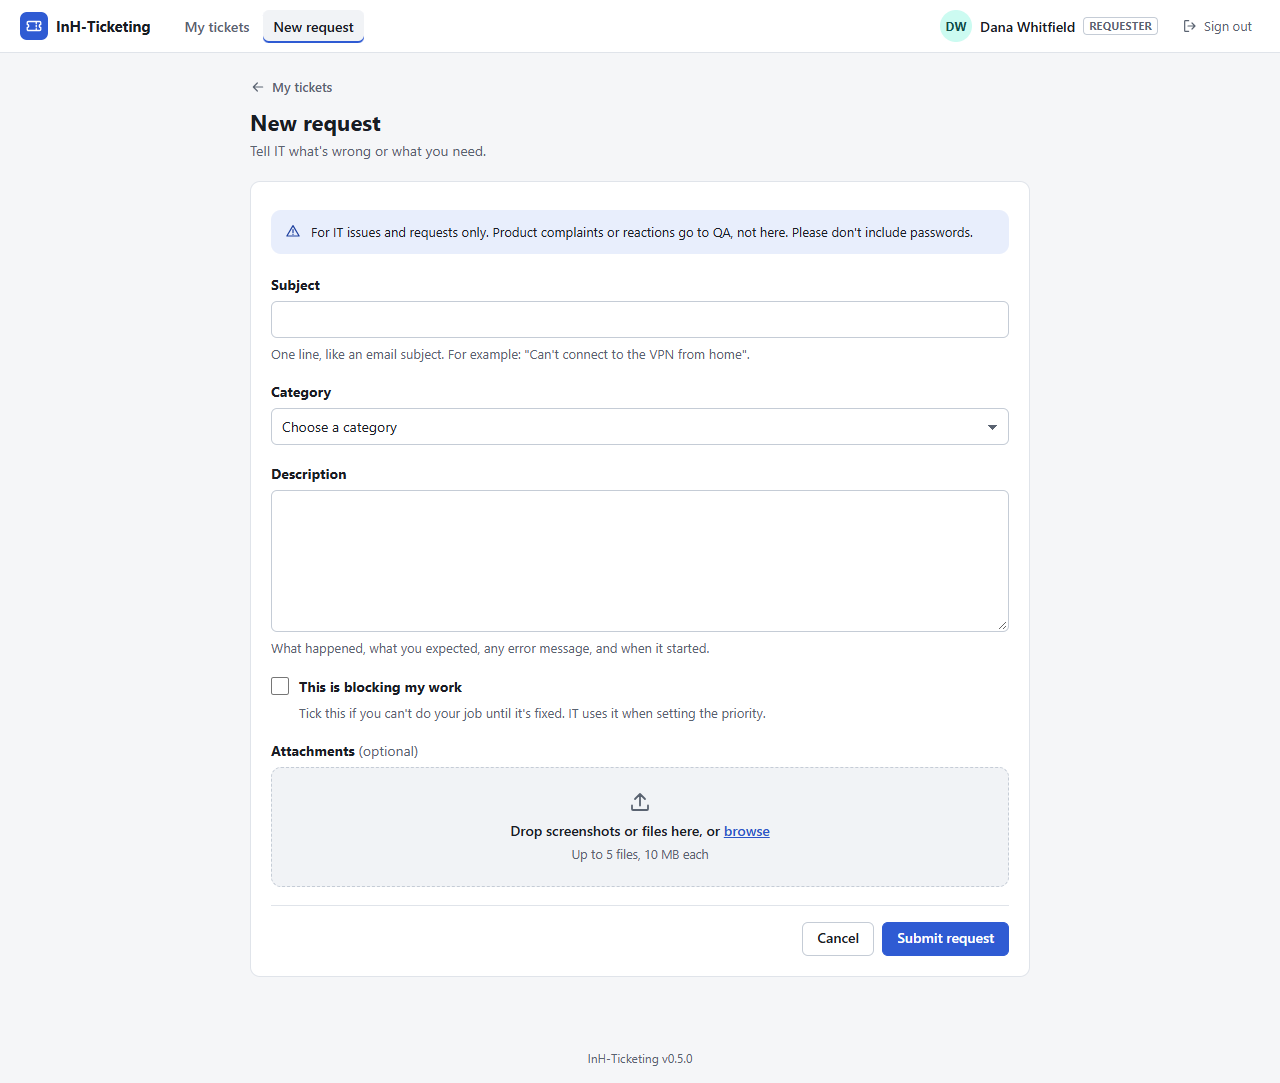 InH-Ticketing
My tickets
New request
DW
Dana Whitfield
REQUESTER
Sign out
My tickets
New request
Tell IT what's wrong or what you need.
For IT issues and requests only. Product complaints or reactions go to QA, not here. Please don't include passwords.
Subject
One line, like an email subject. For example: "Can't connect to the VPN from home".
Category
Choose a category
Description
What happened, what you expected, any error message, and when it started.
This is blocking my work
Tick this if you can't do your job until it's fixed. IT uses it when setting the priority.
Attachments (optional)
Drop screenshots or files here, or browse
Up to 5 files, 10 MB each
Cancel
Submit request
InH-Ticketing v0.5.0